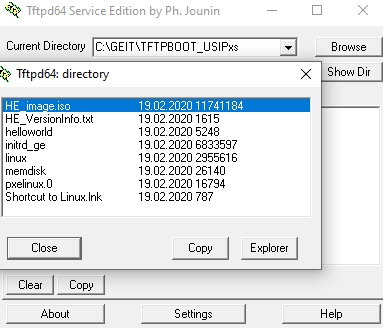 Tftpd64 Service Edition by Ph. Jounin
Current Directory C:\GEIT\TFTPBOOT_USIPxs Browse
Tftpd64: directory
Show Dir
HE_image.iso 19.02.2020 11741184
HE_VersionInfo.txt 19.02.2020 1615
helloworld 19.02.2020 5248
initrd_ge 19.02.2020 6833597
linux 19.02.2020 2955616
memdisk 19.02.2020 26140
pxelinux.0 19.02.2020 16794
Shortcut to Linux.lnk 19.02.2020 787
Close Copy Explorer
Clear Copy
About Settings Help